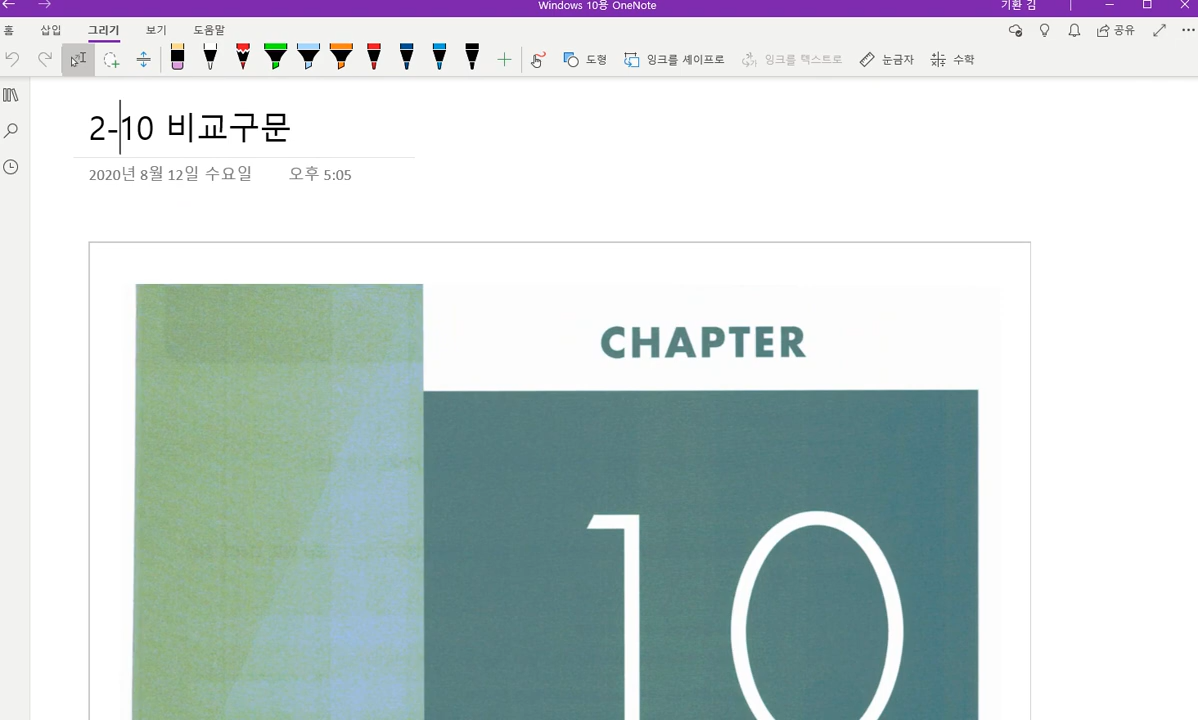 Windows 10용 OneNote
기환 김
홈 삽입 그리기 보기 도움말
공유
도형 잉크를 셰이프로 잉크를 텍스트로 눈금자 수학
2-10 비교구문
2020년 8월 12일 수요일 오후 5:05
CHAPTER
10